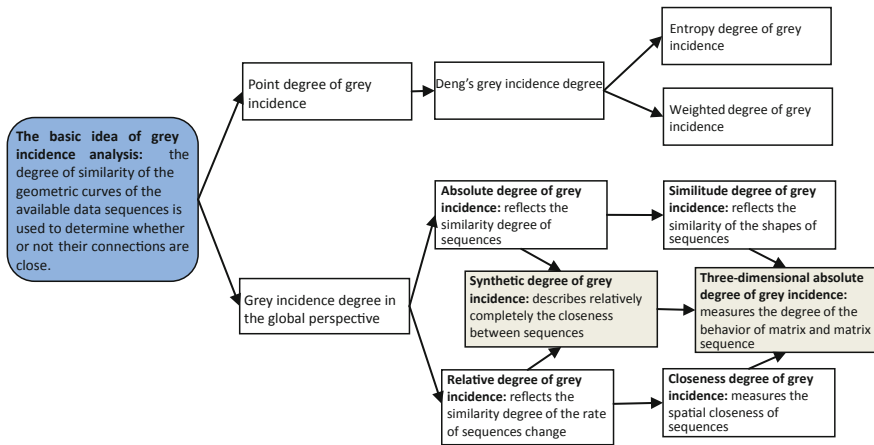 The basic idea of grey
incidence analysis: the
degree of similarity of the
geometric curves of the
available data sequences is
used to determine whether
or not their connections are
close.
Point degree of grey
incidence
Deng's grey incidence degree
Entropy degree of grey
incidence
Weighted degree of grey
incidence
Grey incidence degree in
the global perspective
Absolute degree of grey
incidence: reflects the
similarity degree of
sequences
Similitude degree of grey
incidence: reflects the
similarity of the shapes of
sequences
Synthetic degree of grey
incidence: describes relatively
completely the closeness
between sequences
Three-dimensional absolute
degree of grey incidence:
measures the degree of the
behavior of matrix and matrix
sequence
Relative degree of grey
incidence: reflects the
similarity degree of the rate
of sequences change
Closeness degree of grey
incidence: measures the
spatial closeness of
sequences